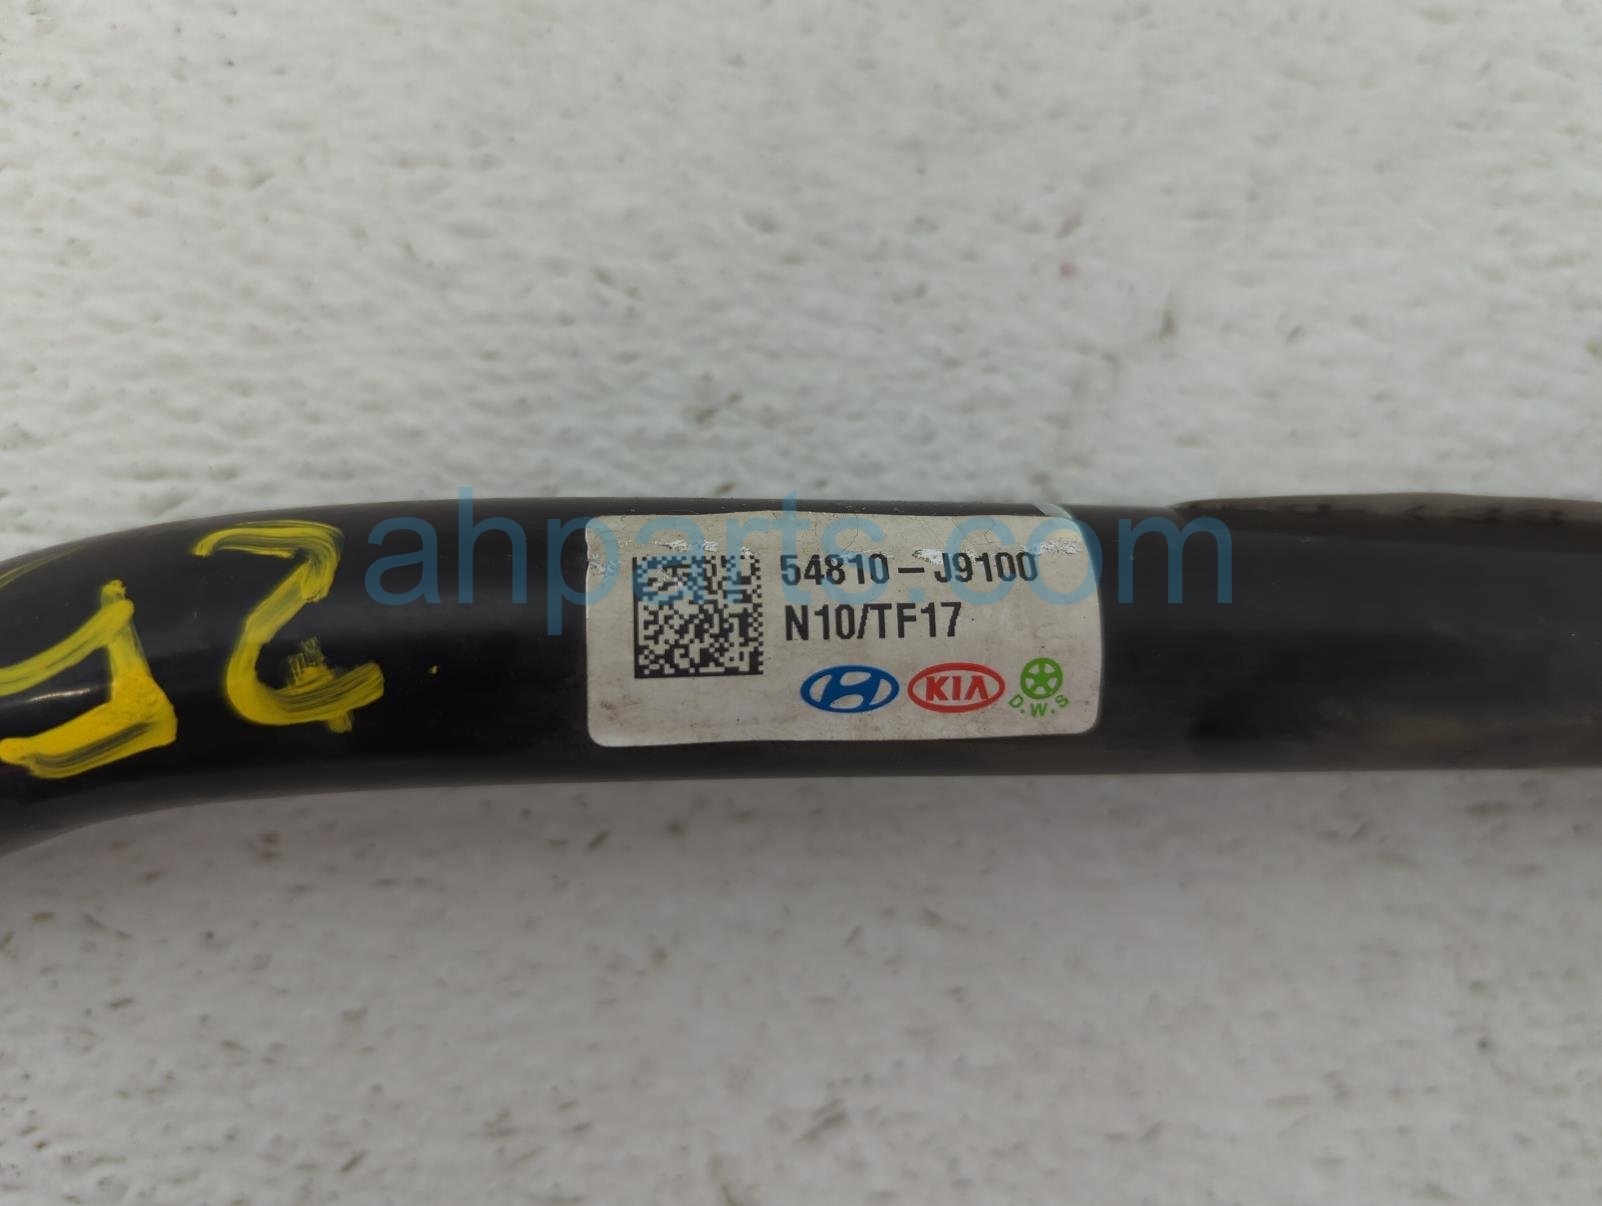 ahparts.com
54810-J9100
N10/TF17
KIA
D.W.S